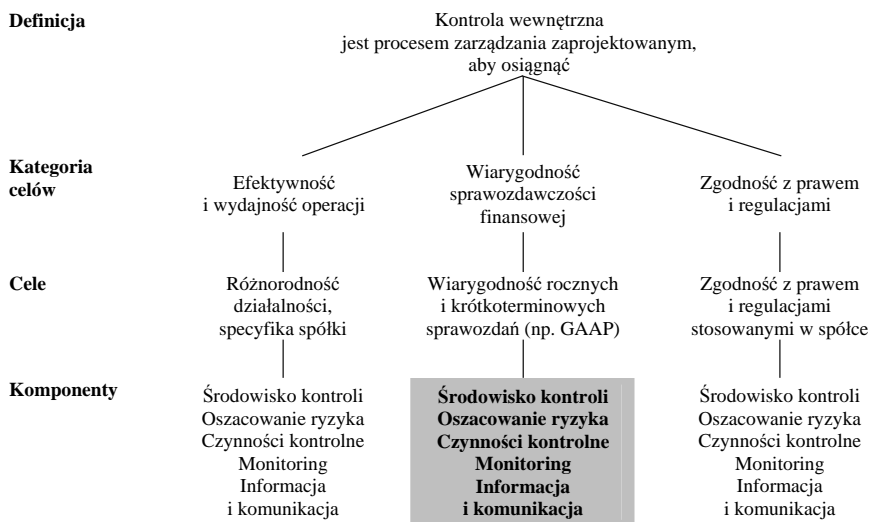 Definicja
Kontrola wewnętrzna
jest procesem zarządzania zaprojektowanym,
aby osiągnąć
Kategoria
celów
Efektywność
i wydajność operacji
Wiarygodność
sprawozdawczości
finansowej
Zgodność z prawem
i regulacjami
Cele
Różnorodność
działalności,
specyfika spółki
Wiarygodność rocznych
i krótkoterminowych
sprawozdań (np. GAAP)
Zgodność z prawem
i regulacjami
stosowanymi w spółce
Komponenty
Środowisko kontroli
Oszacowanie ryzyka
Czynności kontrolne
Monitoring
Informacja
i komunikacja
Środowisko kontroli
Oszacowanie ryzyka
Czynności kontrolne
Monitoring
Informacja
i komunikacja
Środowisko kontroli
Oszacowanie ryzyka
Czynności kontrolne
Monitoring
Informacja
i komunikacja